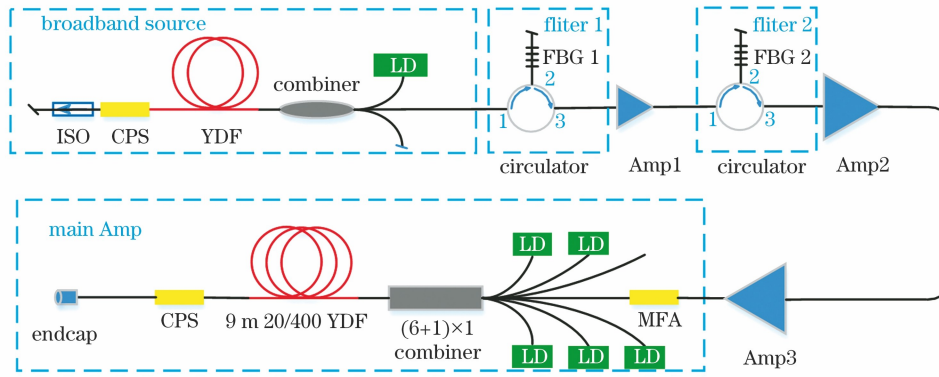 broadband source
LD
combiner
ISO
CPS
YDF
fliter 1
FBG 1
2
1
3
circulator
Amp1
fliter 2
FBG 2
2
1
3
circulator
Amp2
main Amp
LD
LD
endcap
CPS
9 m 20/400 YDF
(6+1)×1
combiner
LD
LD
LD
MFA
Amp3